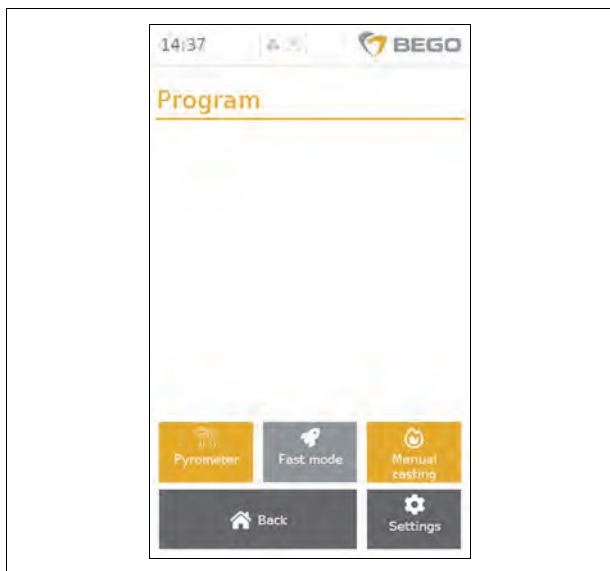 14:37
BEGO
Program
Pyrometer
Fast mode
Manual
casting
Back
Settings